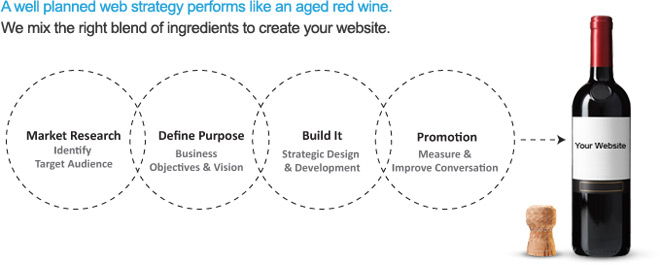 A well planned web strategy performs like an aged red wine.
We mix the right blend of ingredients to create your website.
Market Research
Identify
Target Audience
Define Purpose
Business
Objectives & Vision
Build It
Strategic Design
& Development
Promotion
Measure &
Improve Conversation
Your Website